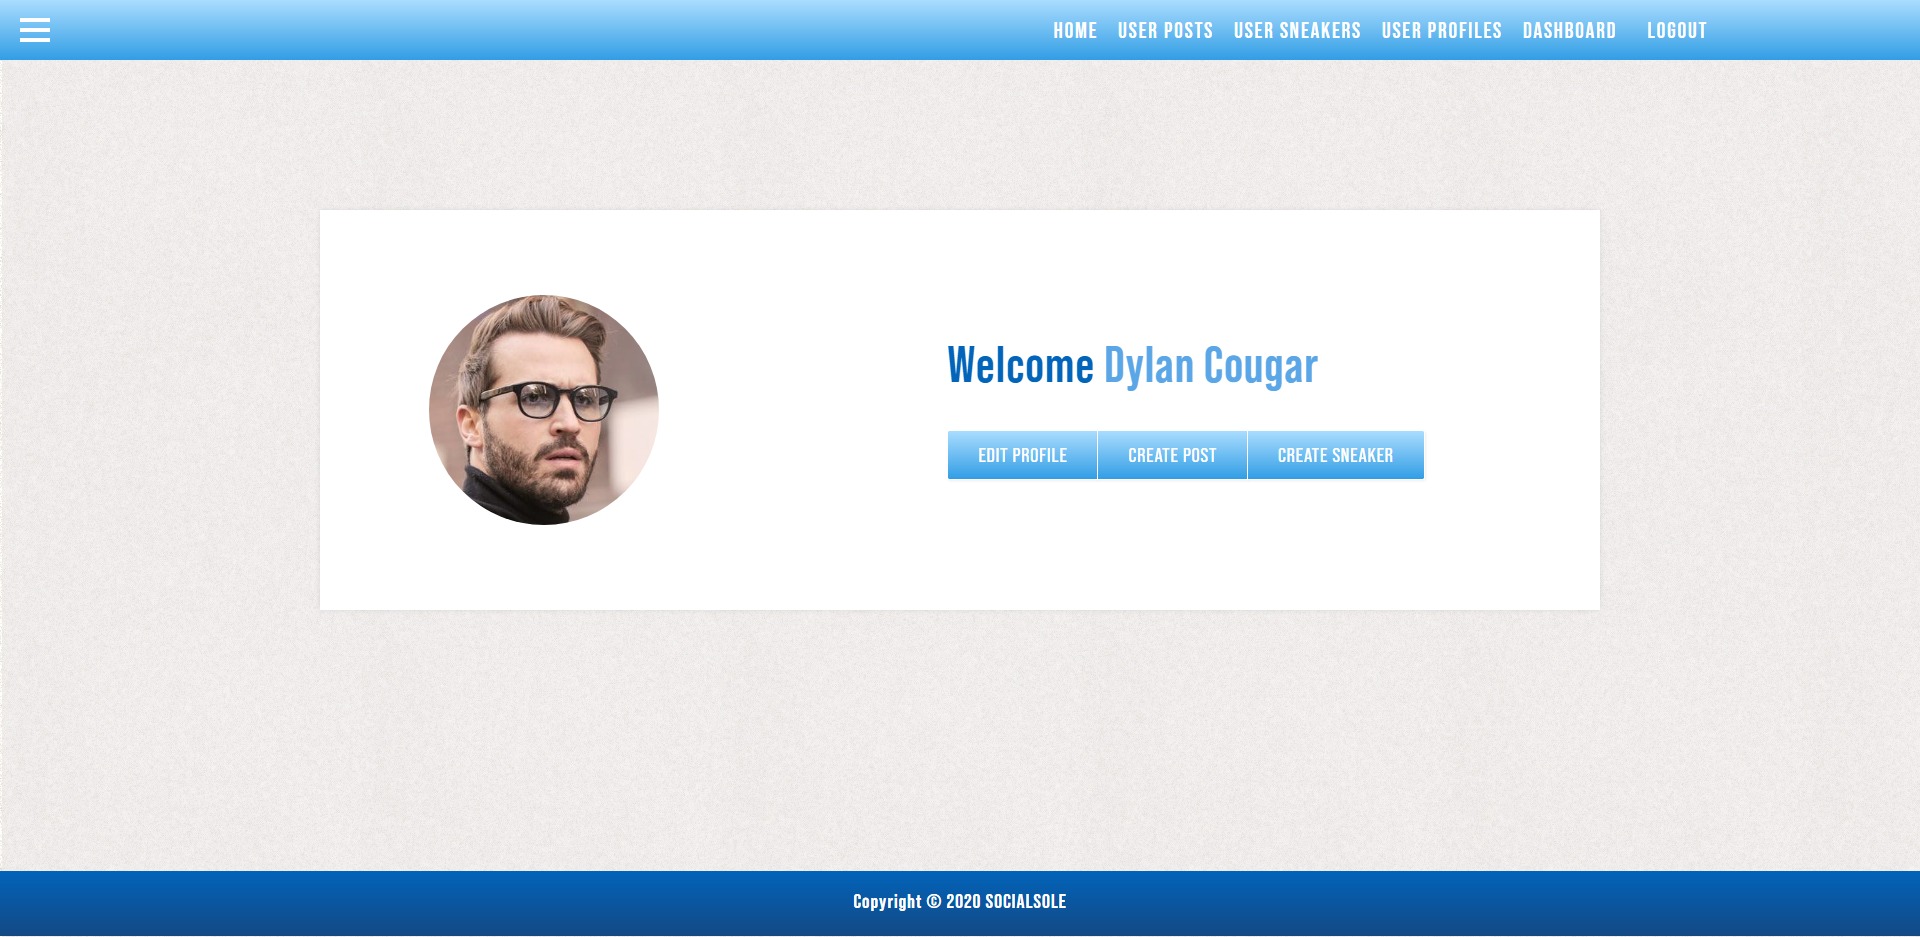 HOME USER POSTS USER SNEAKERS USER PROFILES DASHBOARD LOGOUT
Welcome Dylan Cougar
EDIT PROFILE CREATE POST CREATE SNEAKER
Copyright © 2020 SOCIALSOLE